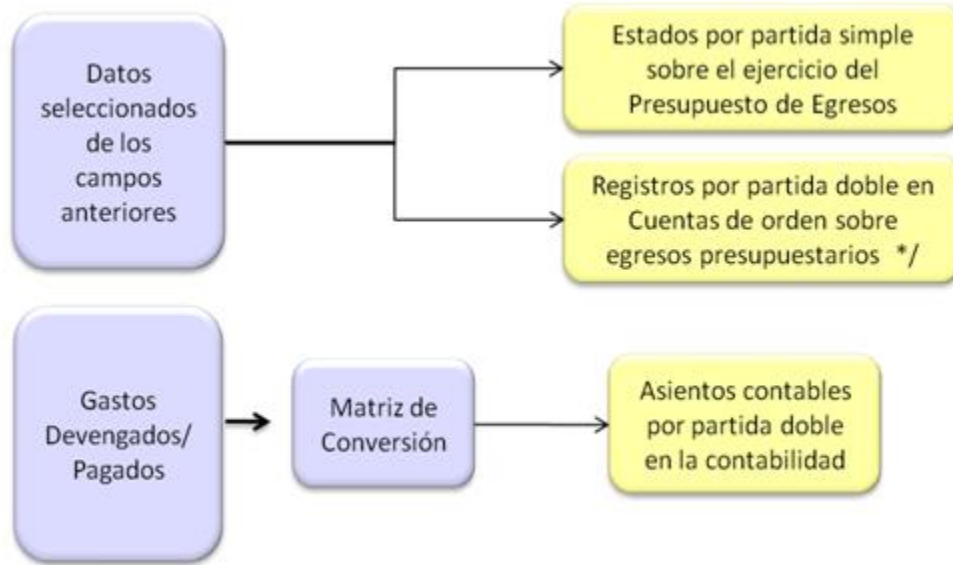 Datos
seleccionados
de los
campos
anteriores
Estados por partida simple
sobre el ejercicio del
Presupuesto de Egresos
Registros por partida doble en
Cuentas de orden sobre
egresos presupuestarios */
Gastos
Devengados/
Pagados
Matriz de
Conversión
Asientos contables
por partida doble
en la contabilidad